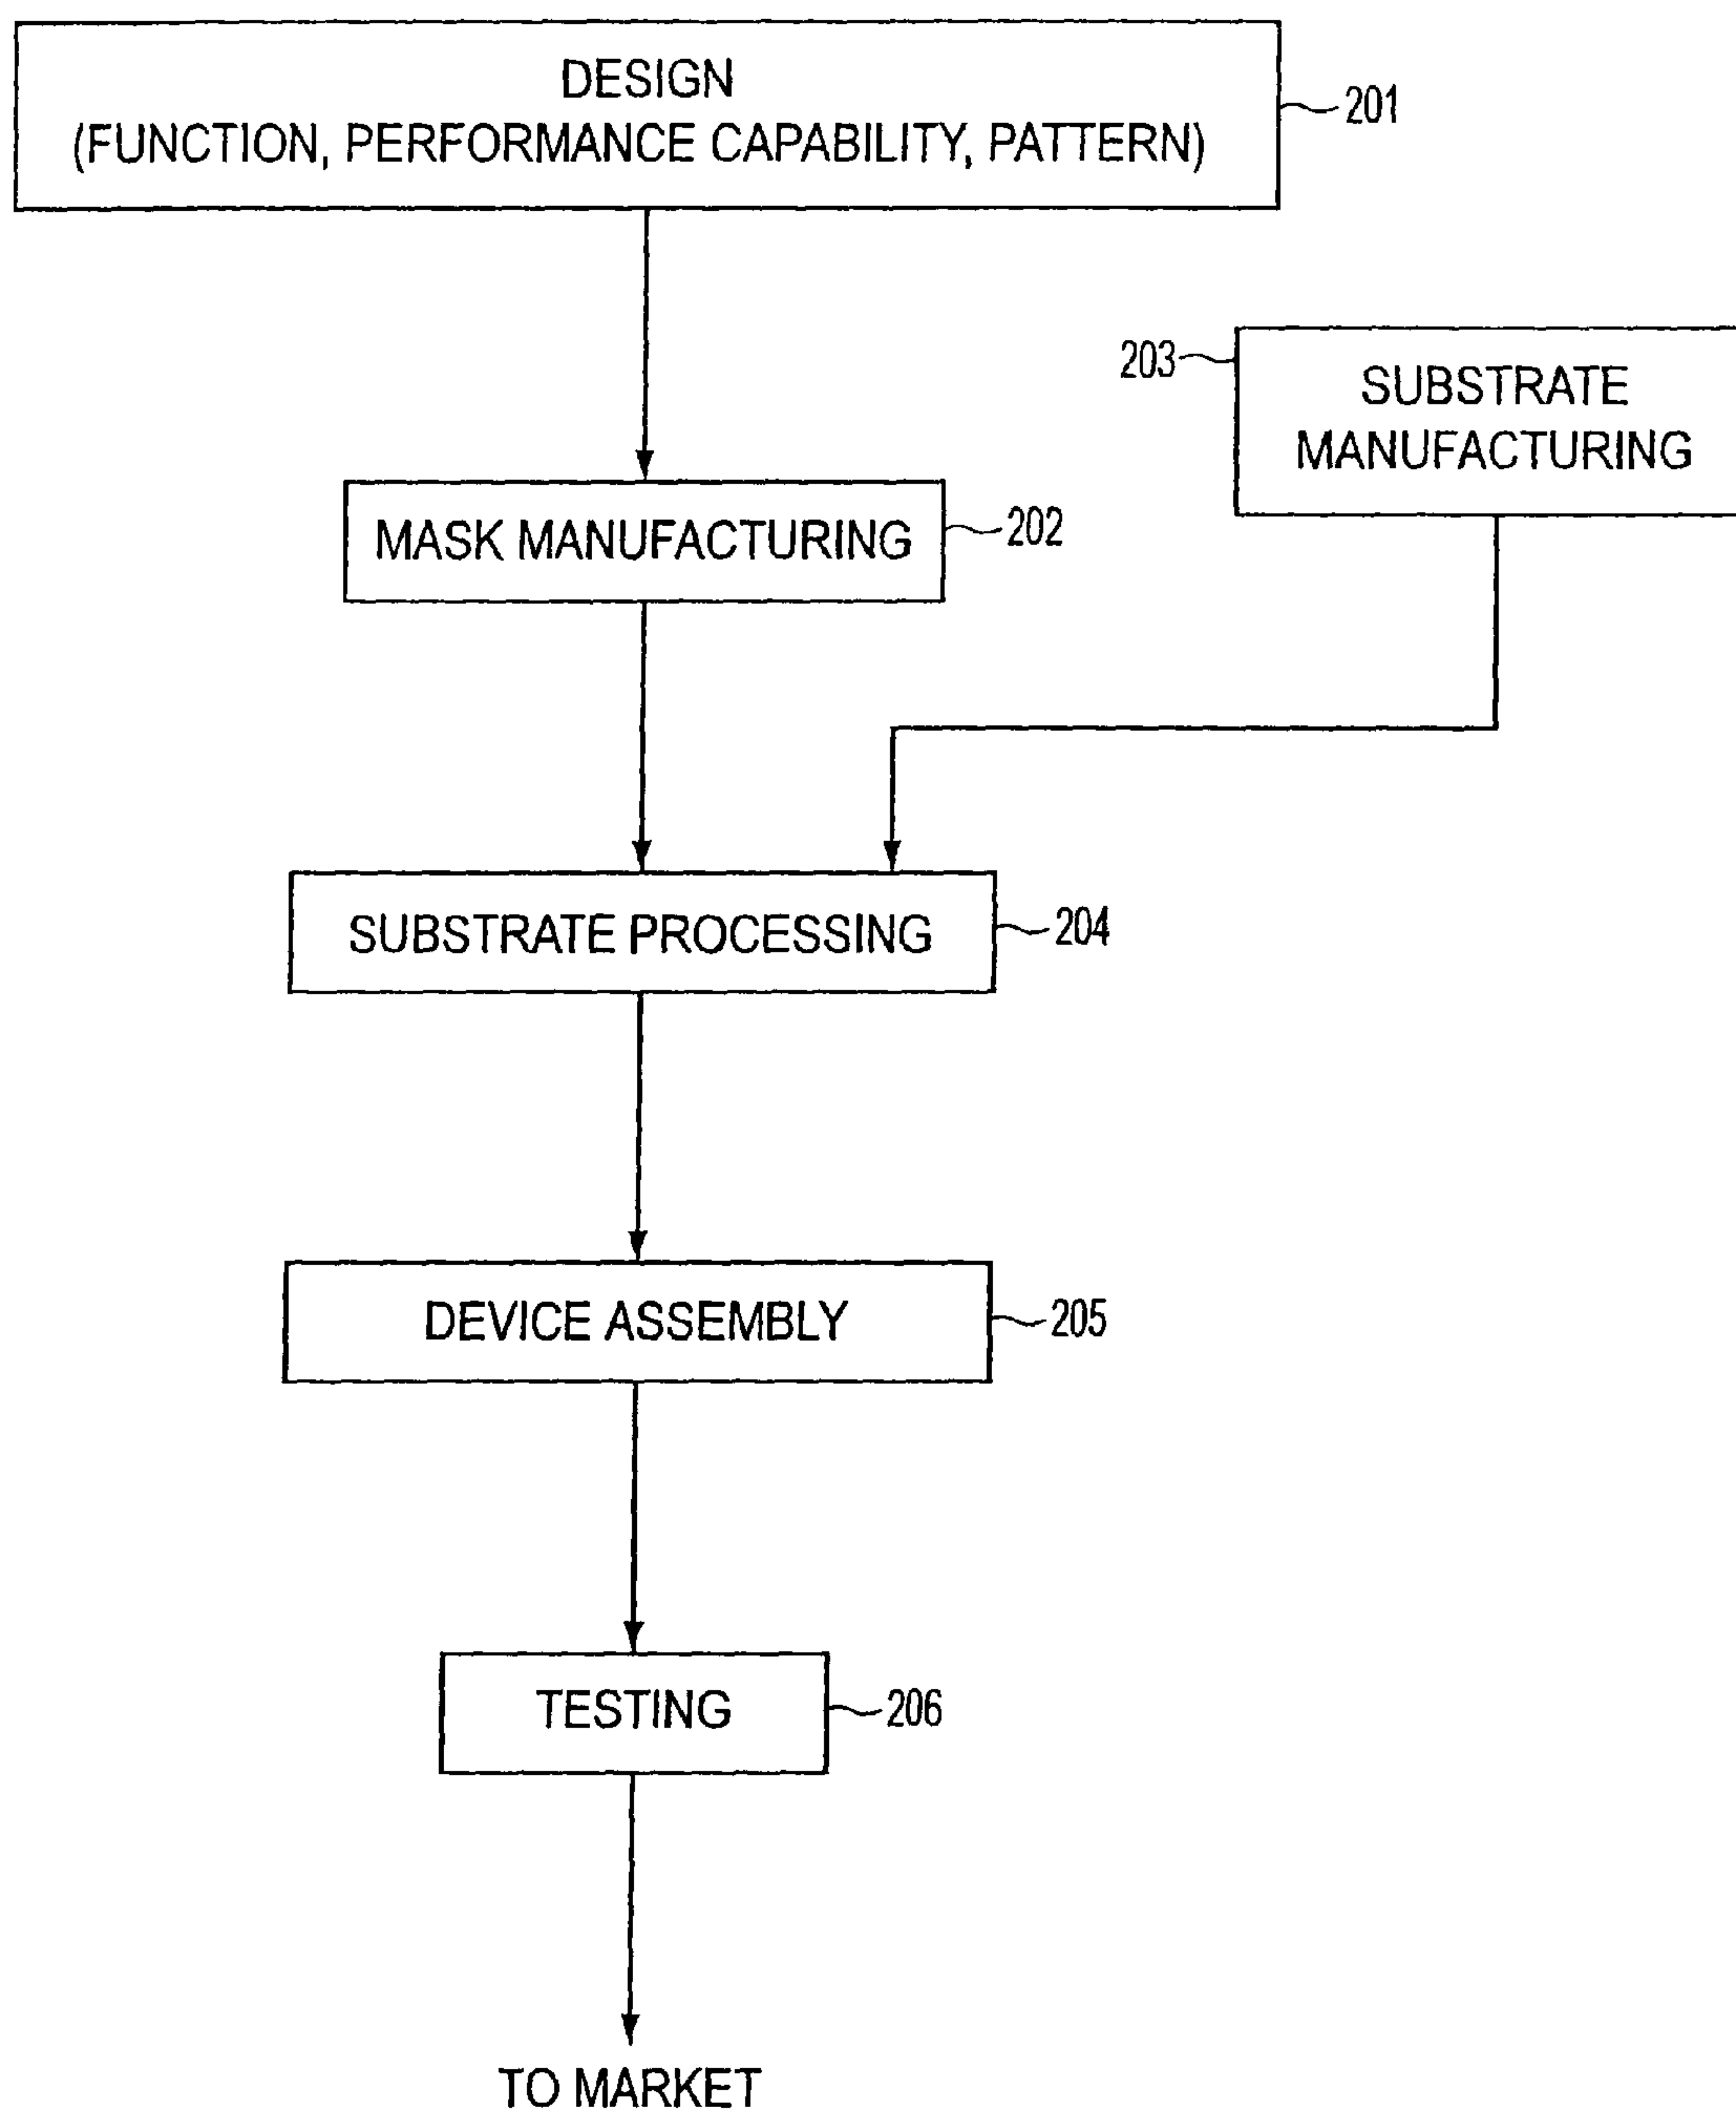 DESIGN
(FUNCTION, PERFORMANCE CAPABILITY, PATTERN)
201
203
SUBSTRATE
MANUFACTURING
MASK MANUFACTURING
202
SUBSTRATE PROCESSING
204
DEVICE ASSEMBLY
205
TESTING
206
TO MARKET